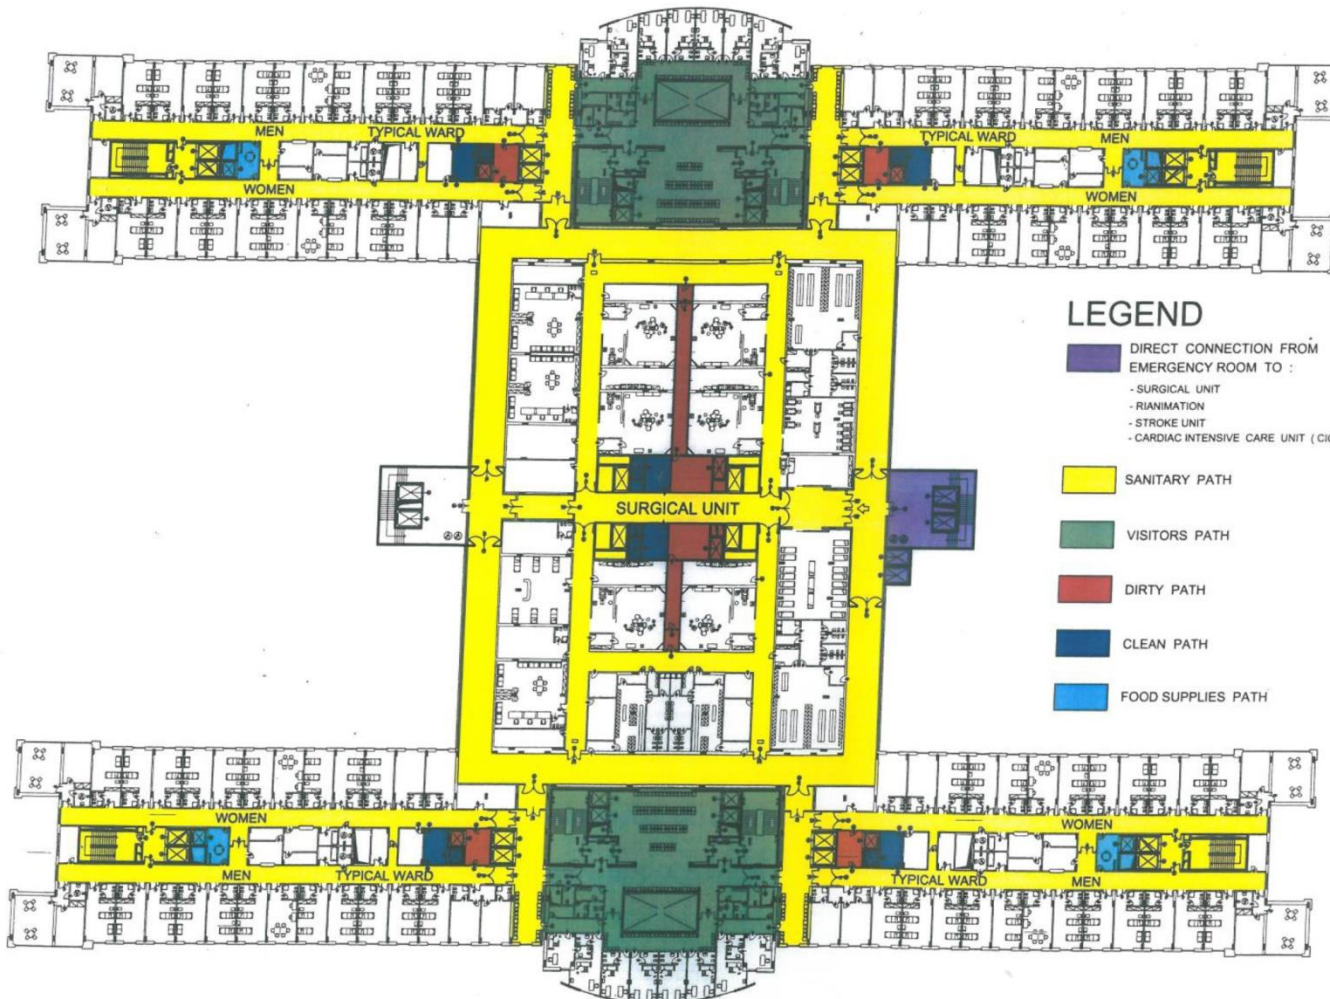 MEN TYPICAL WARD
WOMEN
TYPICAL WARD MEN
WOMEN
LEGEND
DIRECT CONNECTION FROM
EMERGENCY ROOM TO :
- SURGICAL UNIT
- RIANIMATION
- STROKE UNIT
- CARDIAC INTENSIVE CARE UNIT
SANITARY PATH
SURGICAL UNIT
VISITORS PATH
DIRTY PATH
CLEAN PATH
FOOD SUPPLIES PATH
WOMEN
MEN TYPICAL WARD
WOMEN
TYPICAL WARD MEN